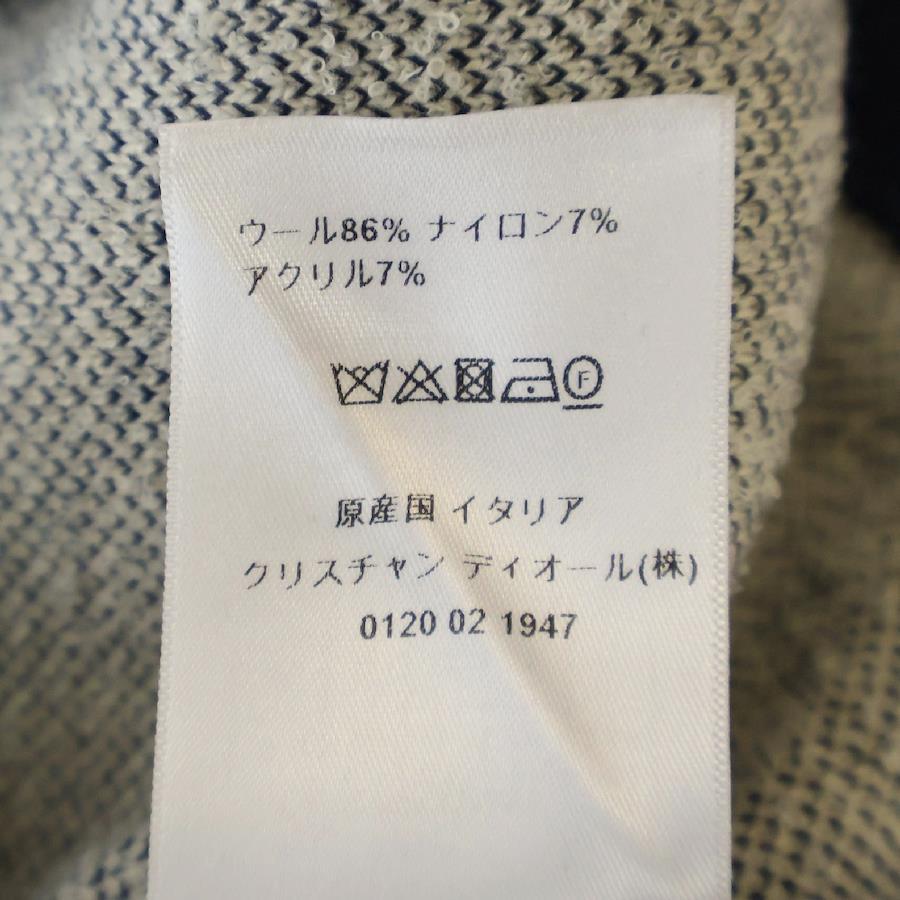 ウール86% ナイロン7%
アクリル7%
F
原産国 イタリア
クリスチャン ディオール(株)
0120 02 1947